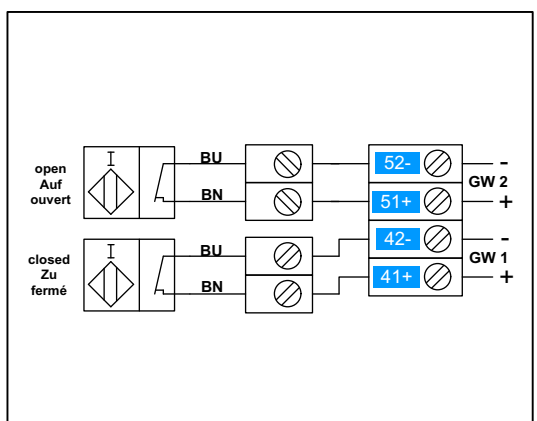 open
Auf
ouvert
I
BU
BN
52-
51+
-
GW 2
+
closed
Zu
fermé
I
BU
BN
42-
41+
-
GW 1
+